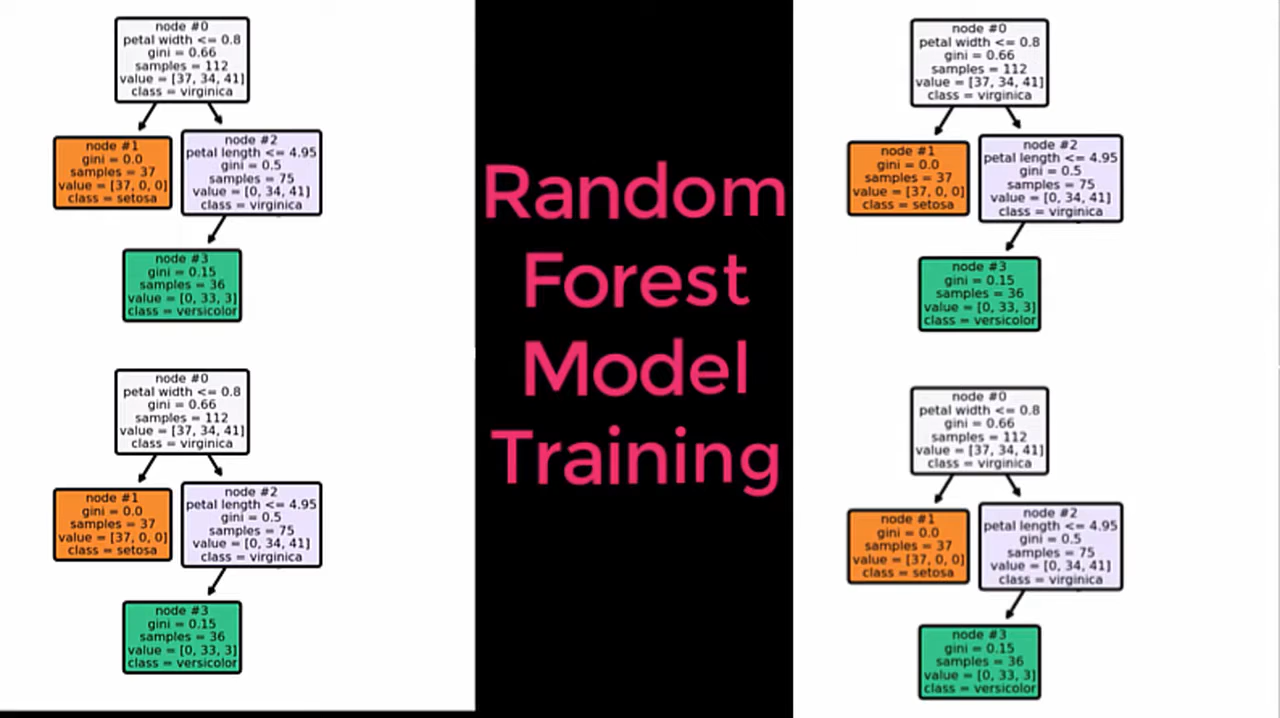 node #0
petal width <= 0.8
gini = 0.66
samples = 112
value = [37, 34, 41]
class = virginica
node #1
gini = 0.0
samples = 37
value = [37, 0, 0]
class = setosa
node #2
petal length <= 4.95
gini = 0.5
samples = 75
value = [0, 34, 41]
class = virginica
node #3
gini = 0.15
samples = 36
value = [0, 33, 3]
class = versicolor
node #0
petal width <= 0.8
gini = 0.66
samples = 112
value = [37, 34, 41]
class = virginica
node #1
gini = 0.0
samples = 37
value = [37, 0, 0]
class = setosa
node #2
petal length <= 4.95
gini = 0.5
samples = 75
value = [0, 34, 41]
class = virginica
node #3
gini = 0.15
samples = 36
value = [0, 33, 3]
class = versicolor
Random
Forest
Model
Training
node #0
petal width <= 0.8
gini = 0.66
samples = 112
value = [37, 34, 41]
class = virginica
node #1
gini = 0.0
samples = 37
value = [37, 0, 0]
class = setosa
node #2
petal length <= 4.95
gini = 0.5
samples = 75
value = [0, 34, 41]
class = virginica
node #3
gini = 0.15
samples = 36
value = [0, 33, 3]
class = versicolor
node #0
petal width <= 0.8
gini = 0.66
samples = 112
value = [37, 34, 41]
class = virginica
node #1
gini = 0.0
samples = 37
value = [37, 0, 0]
class = setosa
node #2
petal length <= 4.95
gini = 0.5
samples = 75
value = [0, 34, 41]
class = virginica
node #3
gini = 0.15
samples = 36
value = [0, 33, 3]
class = versicolor